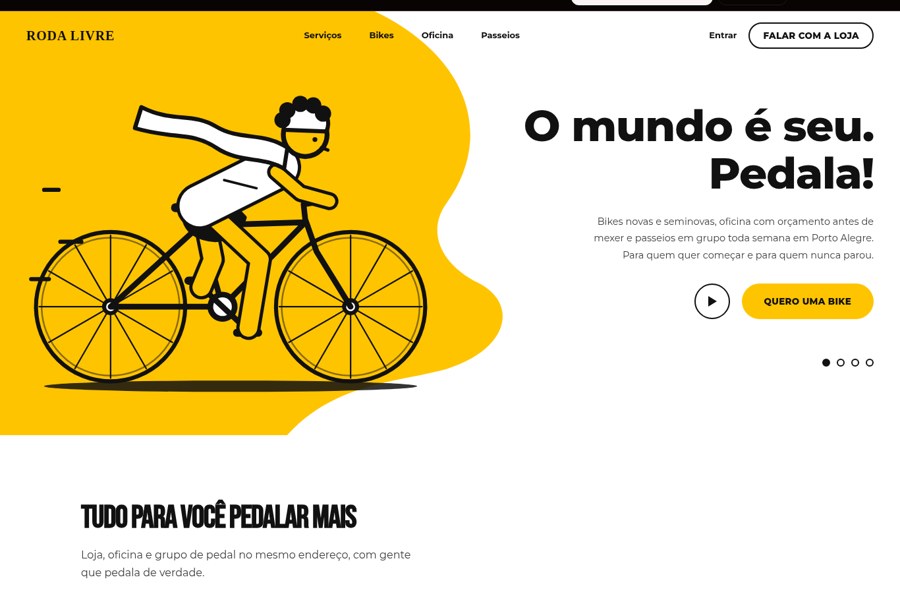 RODA LIVRE
Serviços
Bikes
Oficina
Passeios
Entrar
FALAR COM A LOJA
O mundo é seu.
Pedala!
Bikes novas e seminovas, oficina com orçamento antes de
mexer e passeios em grupo toda semana em Porto Alegre.
Para quem quer começar e para quem nunca parou.
QUERO UMA BIKE
TUDO PARA VOCÊ PEDALAR MAIS
Loja, oficina e grupo de pedal no mesmo endereço, com gente
que pedala de verdade.